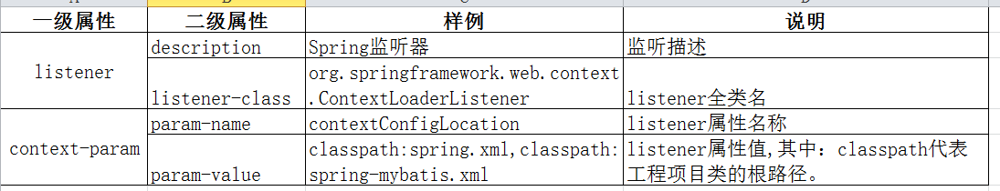 一级属性 二级属性 样例 说明
listener
description Spring监听器 监听描述
listener-class org.springframework.web.context
.ContextLoaderListener listener全类名
context-param
param-name contextConfigLocation listener属性名称
param-value classpath:spring.xml,classpath:
spring-mybatis.xml listener属性值,其中：classpath代表
工程项目类的根路径。